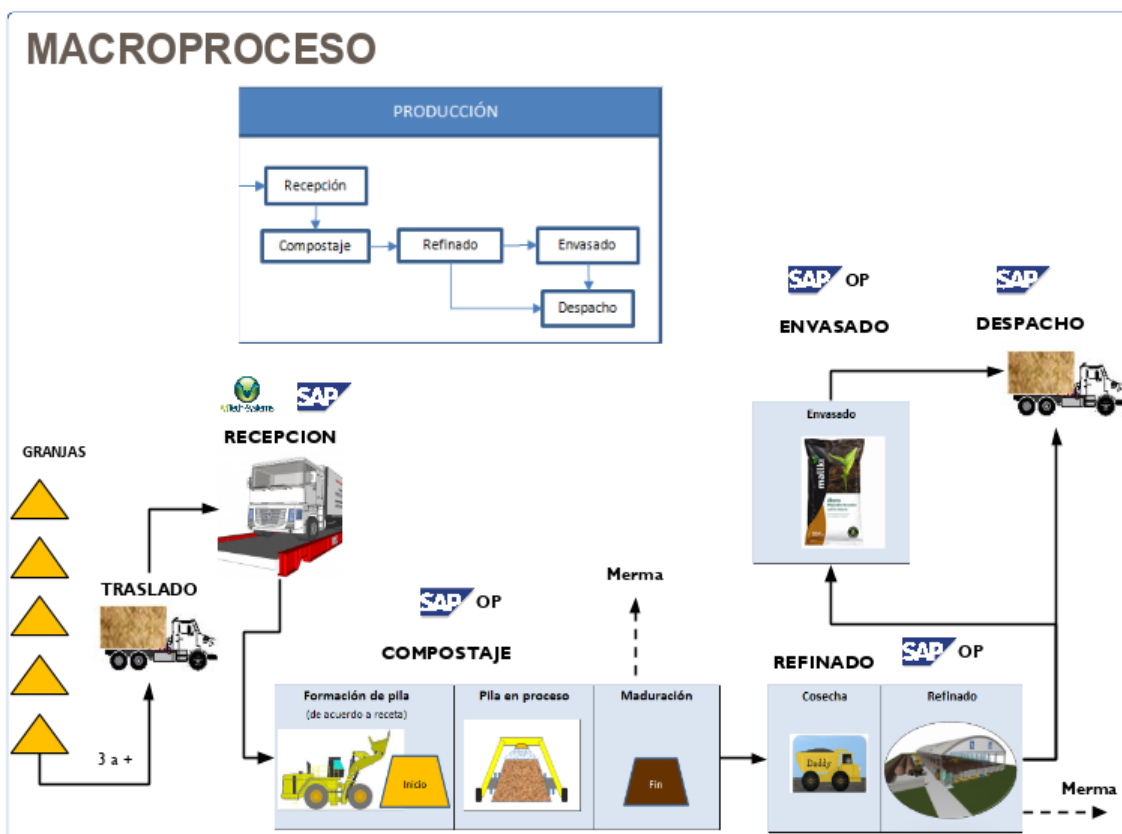 MACROPROCESO
PRODUCCIÓN
Recepción
Compostaje
Refinado
Envasado
Despacho
SAP OP
SAP
ENVASADO
DESPACHO
SAP
RECEPCION
GRANJAS
Envasado
mallki
TRASLADO
Merma
SAP OP
COMPOSTAJE
REFINADO
SAP OP
Formación de pila
(de acuerdo a receta)
Pila en proceso
Maduración
Cosecha
Refinado
3 a +
Inicio
Fin
Daddy
Merma